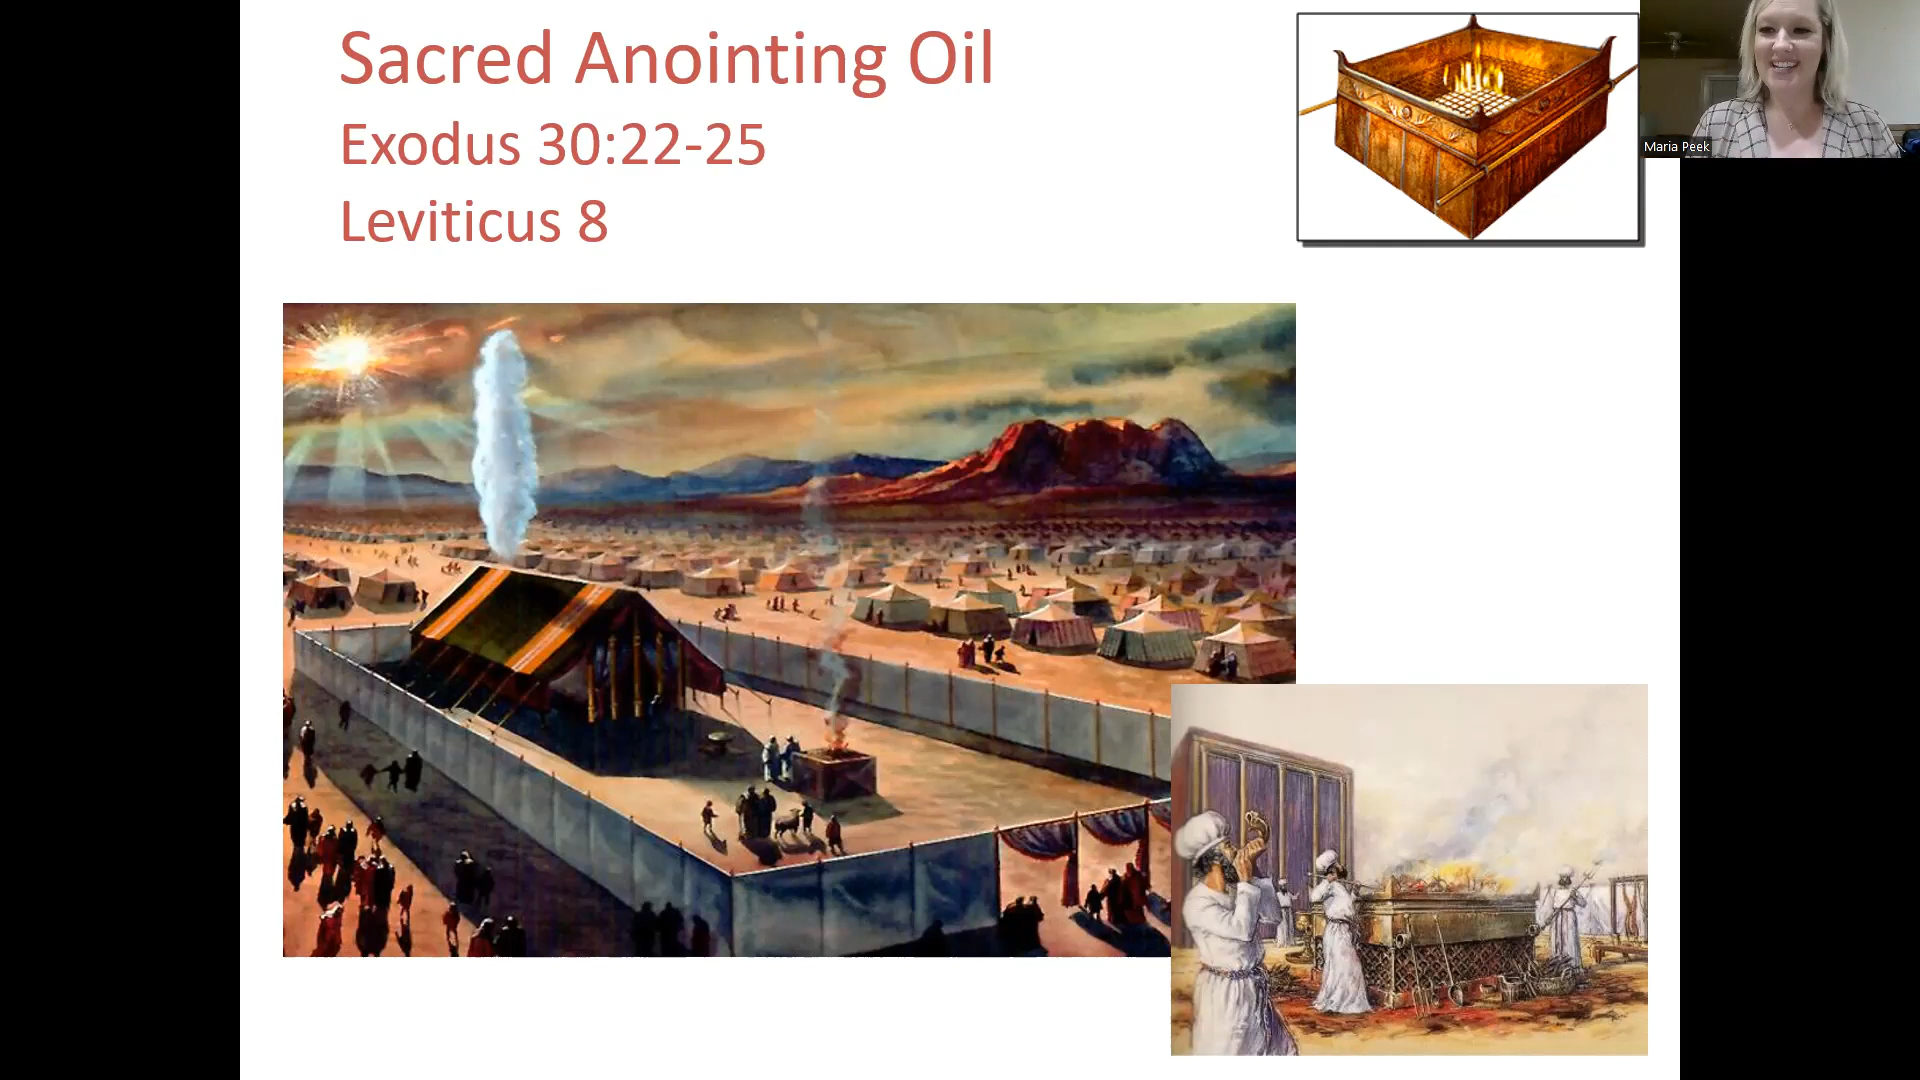 Sacred Anointing Oil
Exodus 30:22-25
Leviticus 8
Maria Peek